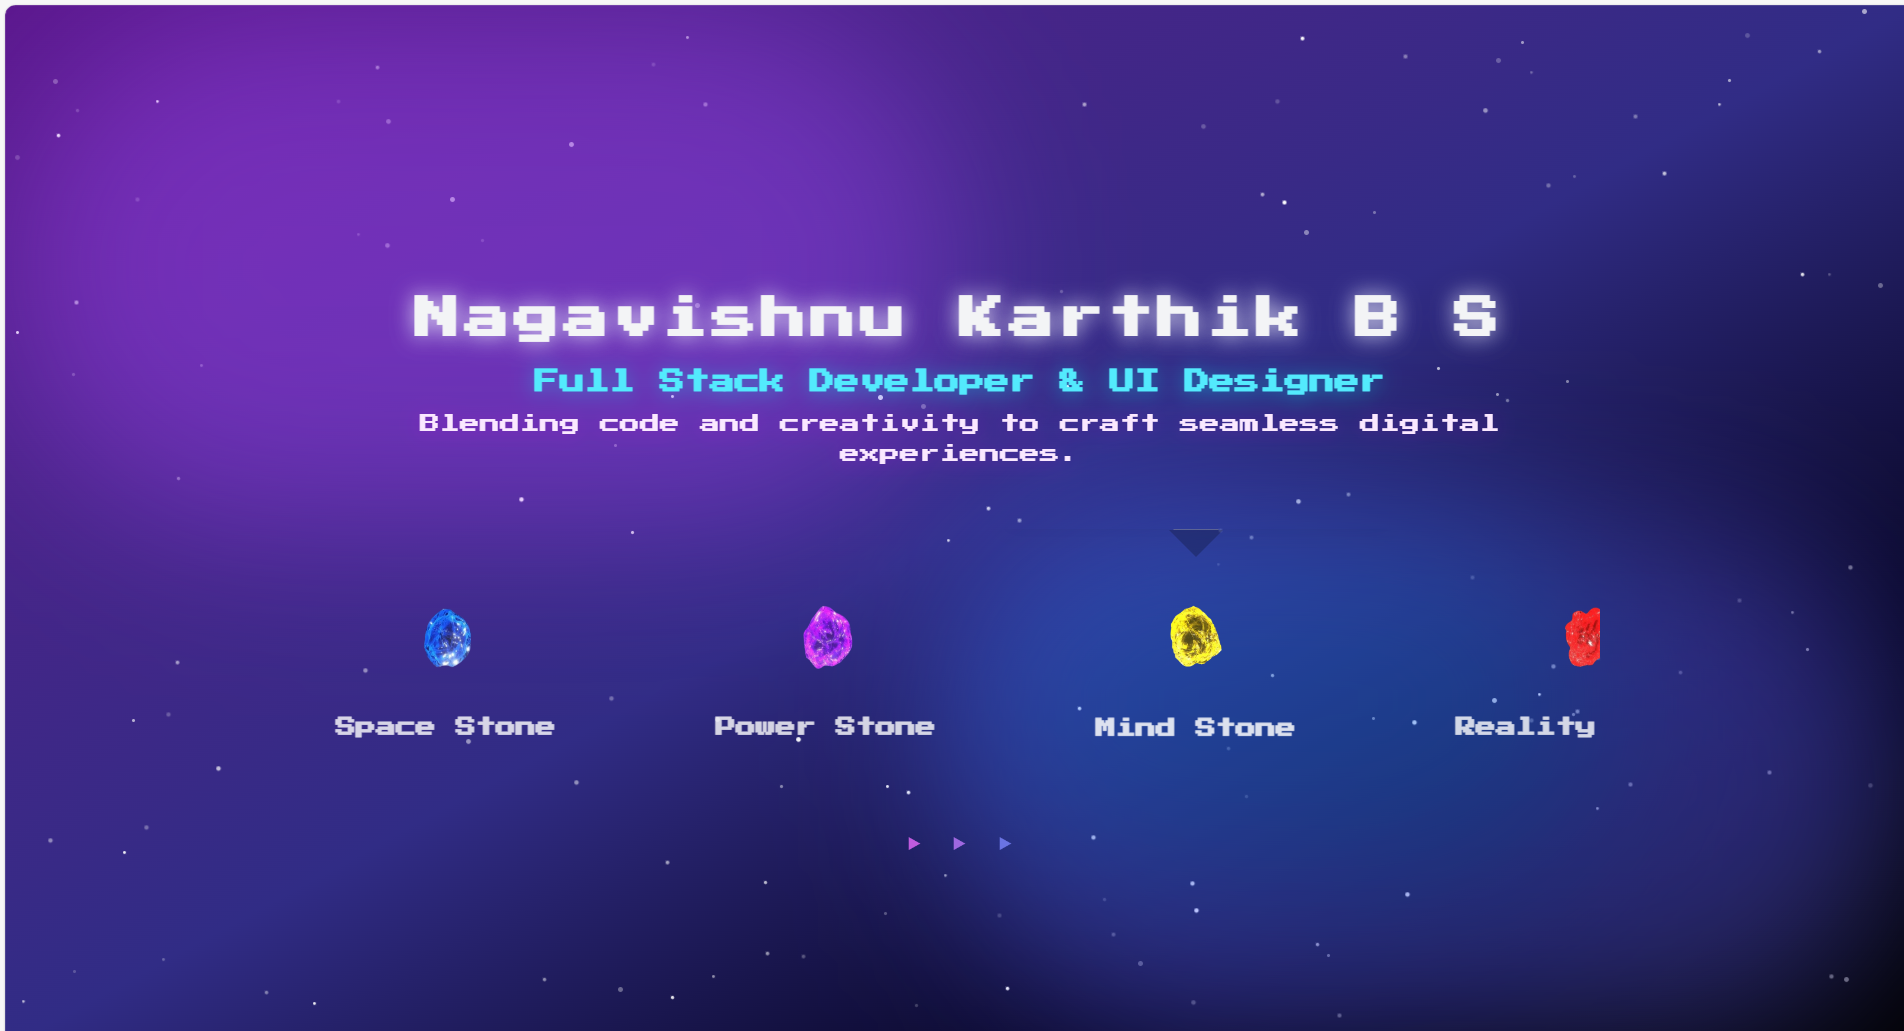 Nagavishnu Karthik B S
Full Stack Developer & UI Designer
Blending code and creativity to craft seamless digital
experiences.
Space Stone
Power Stone
Mind Stone
Reality